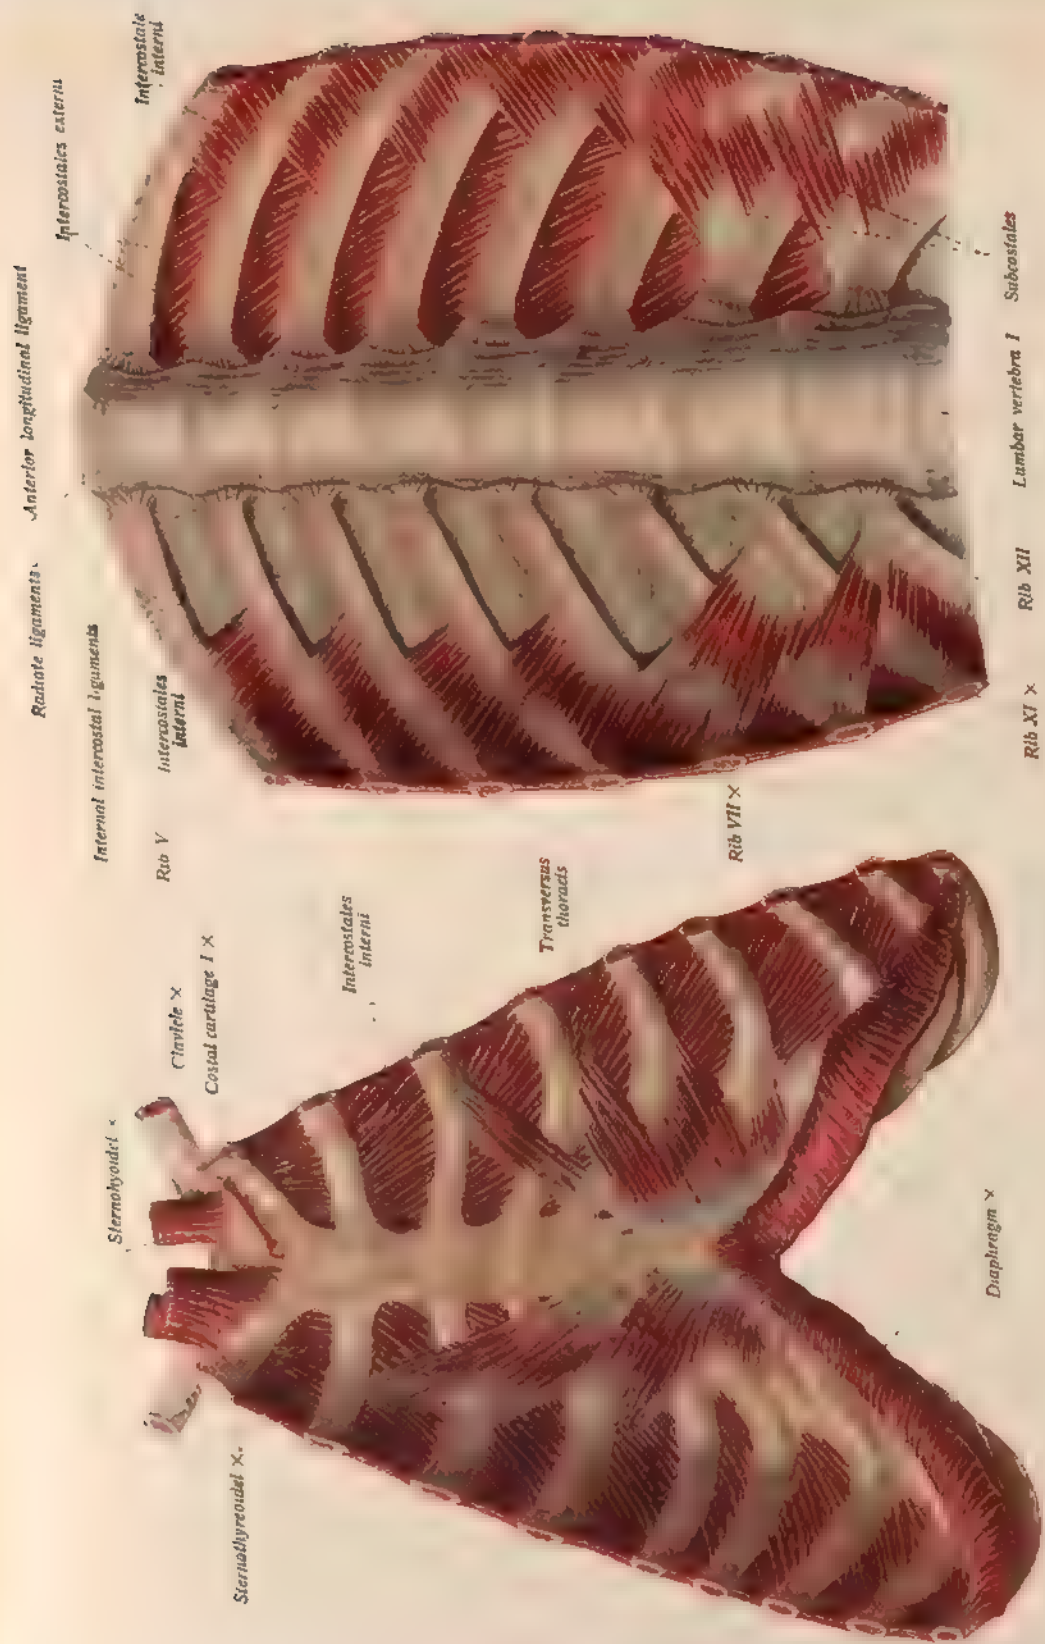 Intercostales externi
Intercostale
interni
Anterior longitudinal ligament
Radiate ligaments
Internal intercostal ligaments
Intercostales
interni
Rib V
Subcostales
Lumbar vertebra I
Rib XII
Rib XI ×
Rib VII ×
Clavicle ×
Costal cartilage I ×
Intercostales
interni
Transversus
thoracis
Sternohyoidei ×
Sternothyreoidei ×.
Diaphragm ×